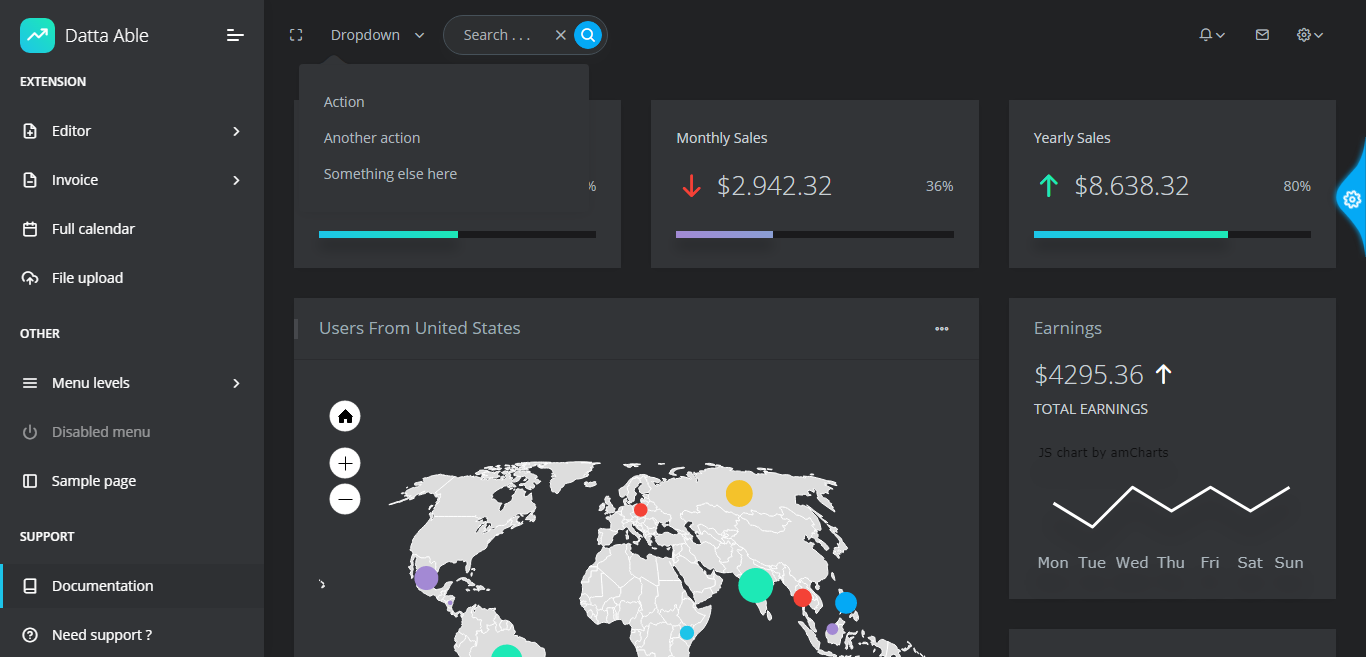 Datta Able
EXTENSION
Editor
Invoice
Full calendar
File upload
OTHER
Menu levels
Disabled menu
Sample page
SUPPORT
Documentation
Need support ?
Dropdown
Search . . .
Action
Another action
Something else here
%
Monthly Sales
$2.942.32
36%
Yearly Sales
$8.638.32
80%
Users From United States
Earnings
$4295.36
TOTAL EARNINGS
JS chart by amCharts
Mon Tue Wed Thu Fri Sat Sun